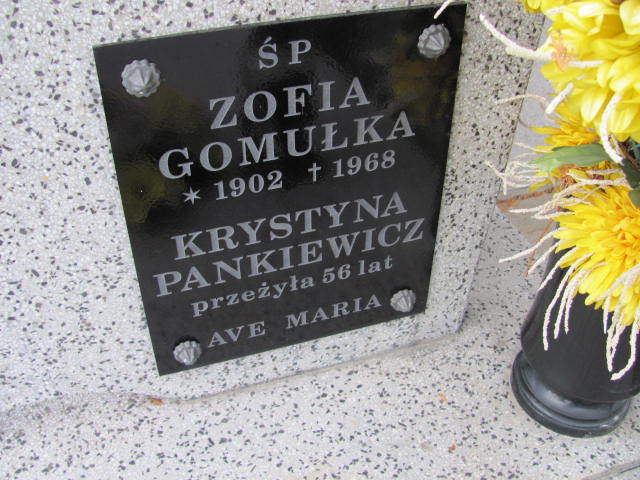 ŚP
ZOFIA
GOMUŁKA
* 1902 † 1968
KRYSTYNA
PANKIEWICZ
przeżyła 56 lat
AVE MARIA